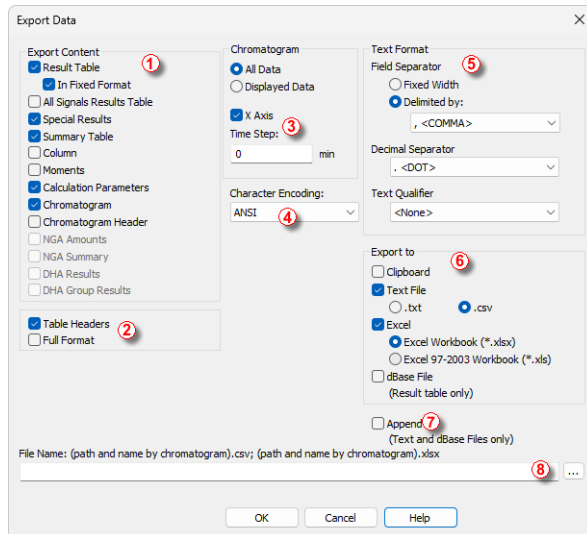 Export Data
Export Content
1
Result Table
In Fixed Format
All Signals Results Table
Special Results
Summary Table
Column
Moments
Calculation Parameters
Chromatogram
Chromatogram Header
NGA Amounts
NGA Summary
DHA Results
DHA Group Results
Table Headers
2
Full Format
Chromatogram
All Data
Displayed Data
X Axis
3
Time Step:
0 min
Character Encoding:
ANSI
4
Text Format
5
Field Separator
Fixed Width
Delimited by:
, <COMMA>
Decimal Separator
. <DOT>
Text Qualifier
<None>
Export to
6
Clipboard
Text File
.txt .csv
Excel
Excel Workbook (*.xlsx)
Excel 97-2003 Workbook (*.xls)
dBase File
(Result table only)
Append
7
(Text and dBase Files only)
File Name: (path and name by chromatogram).csv; (path and name by chromatogram).xlsx
8
...
OK Cancel Help